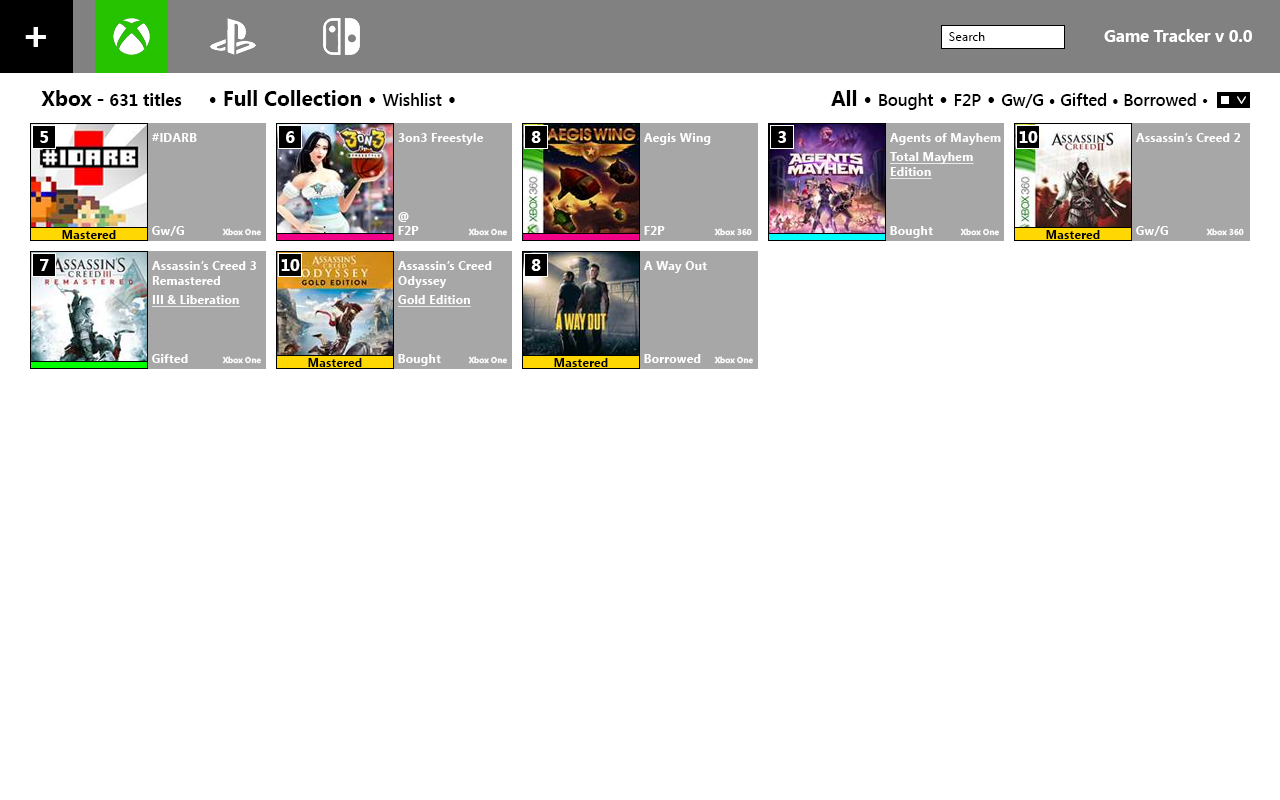 +
Search
Game Tracker v 0.0
Xbox - 631 titles • Full Collection • Wishlist •
All • Bought • F2P • Gw/G • Gifted • Borrowed •
5
#IDARB
#IDARB
Mastered
Gw/G
Xbox One
6
3ON3
FREESTYLE
3on3 Freestyle
@
F2P
Xbox One
8
AEGIS WING
XBOX 360
Aegis Wing
F2P
Xbox 360
3
AGENTS
OF
MAYHEM
Agents of Mayhem
Total Mayhem
Edition
Bought
Xbox One
10
ASSASSIN'S
CREED II
XBOX 360
Assassin's Creed 2
Mastered
Gw/G
Xbox 360
7
ASSASSIN'S
CREED III
REMASTERED
Assassin's Creed 3
Remastered
III & Liberation
Gifted
Xbox One
10
ASSASSIN'S
CREED
ODYSSEY
GOLD EDITION
Assassin's Creed
Odyssey
Gold Edition
Mastered
Bought
Xbox One
8
A WAY OUT
A Way Out
Mastered
Borrowed
Xbox One